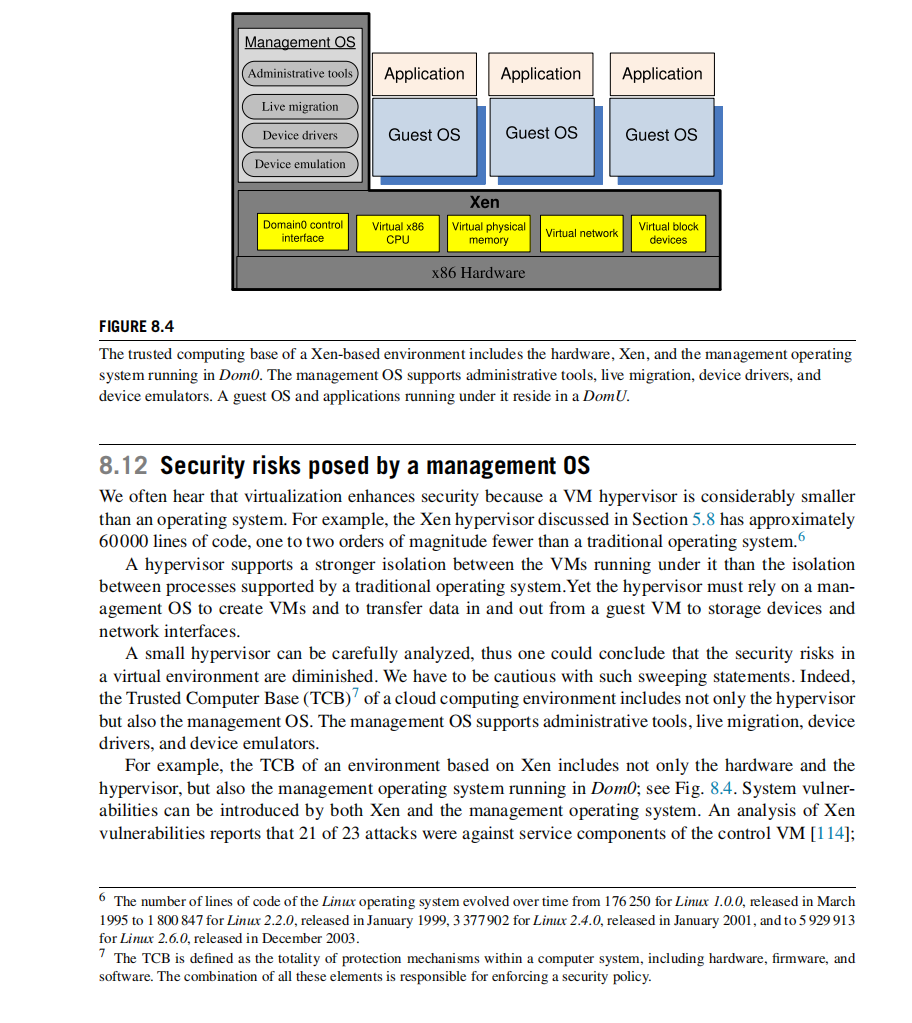 Management OS
Administrative tools
Live migration
Device drivers
Device emulation
Application
Application
Application
Guest OS
Guest OS
Guest OS
Xen
Domain0 control
interface
Virtual x86
CPU
Virtual physical
memory
Virtual network
Virtual block
devices
x86 Hardware
FIGURE 8.4
The trusted computing base of a Xen-based environment includes the hardware, Xen, and the management operating
system running in Dom0. The management OS supports administrative tools, live migration, device drivers, and
device emulators. A guest OS and applications running under it reside in a DomU.
8.12 Security risks posed by a management OS
We often hear that virtualization enhances security because a VM hypervisor is considerably smaller
than an operating system. For example, the Xen hypervisor discussed in Section 5.8 has approximately
60 000 lines of code, one to two orders of magnitude fewer than a traditional operating system.6
A hypervisor supports a stronger isolation between the VMs running under it than the isolation
between processes supported by a traditional operating system.Yet the hypervisor must rely on a man-
agement OS to create VMs and to transfer data in and out from a guest VM to storage devices and
network interfaces.
A small hypervisor can be carefully analyzed, thus one could conclude that the security risks in
a virtual environment are diminished. We have to be cautious with such sweeping statements. Indeed,
the Trusted Computer Base (TCB)7 of a cloud computing environment includes not only the hypervisor
but also the management OS. The management OS supports administrative tools, live migration, device
drivers, and device emulators.
For example, the TCB of an environment based on Xen includes not only the hardware and the
hypervisor, but also the management operating system running in Dom0; see Fig. 8.4. System vulner-
abilities can be introduced by both Xen and the management operating system. An analysis of Xen
vulnerabilities reports that 21 of 23 attacks were against service components of the control VM [114];
6 The number of lines of code of the Linux operating system evolved over time from 176 250 for Linux 1.0.0, released in March
1995 to 1 800 847 for Linux 2.2.0, released in January 1999, 3 377 902 for Linux 2.4.0, released in January 2001, and to 5 929 913
for Linux 2.6.0, released in December 2003.
7 The TCB is defined as the totality of protection mechanisms within a computer system, including hardware, firmware, and
software. The combination of all these elements is responsible for enforcing a security policy.